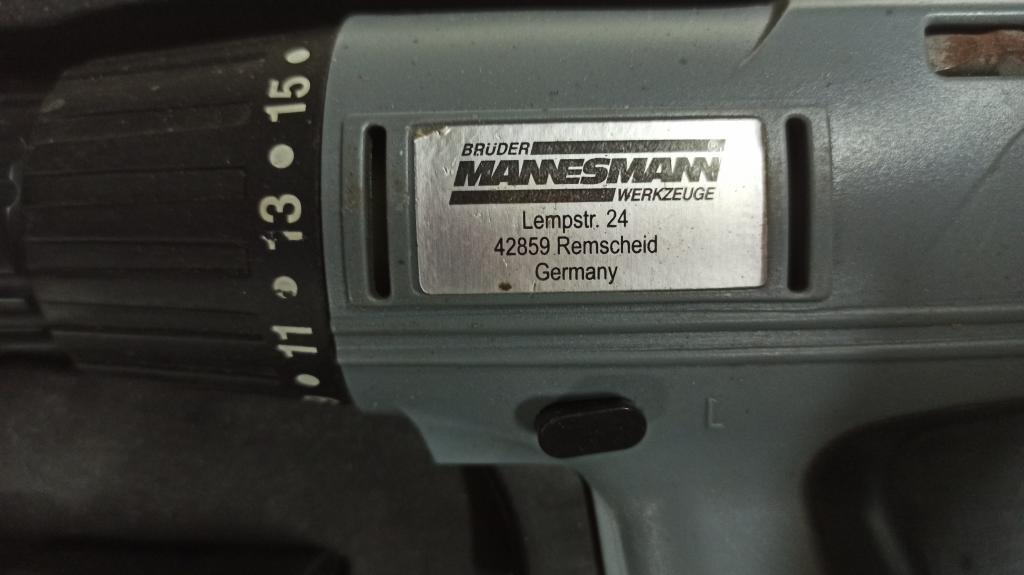 15
13
11
BRÜDER
MANNESMANN®
WERKZEUGE
Lempstr. 24
42859 Remscheid
Germany
L